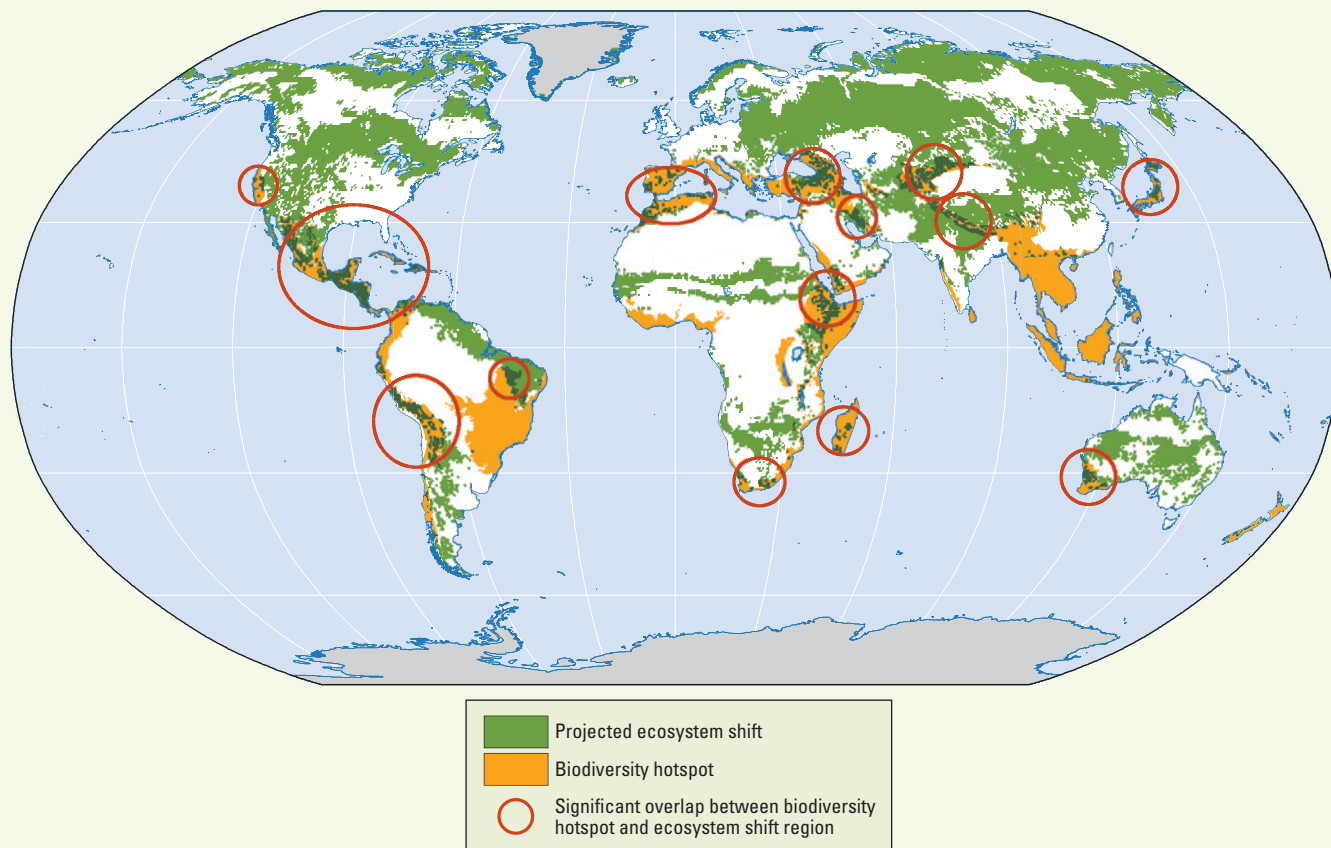 Projected ecosystem shift
Biodiversity hotspot
Significant overlap between biodiversity
hotspot and ecosystem shift region